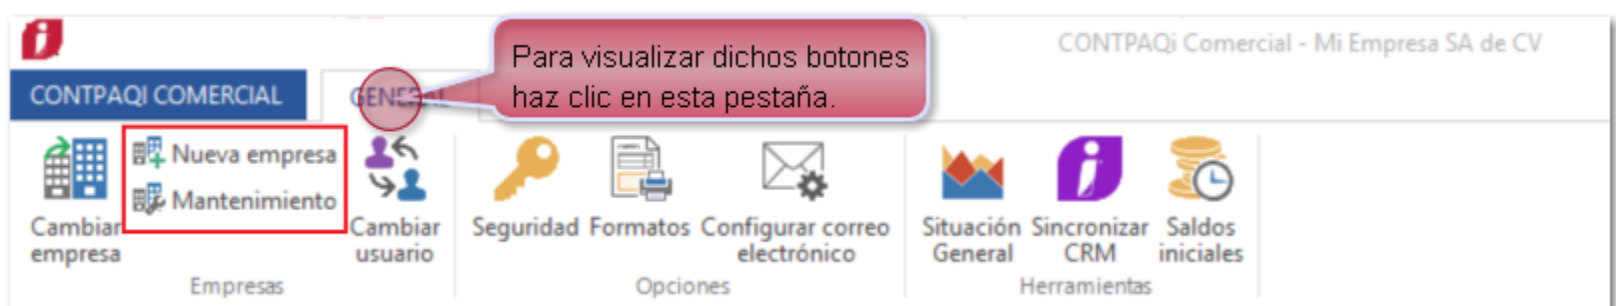 CONTPAQi Comercial - Mi Empresa SA de CV
Para visualizar dichos botones
haz clic en esta pestaña.
CONTPAQI COMERCIAL
GENERAL
Nueva empresa
Mantenimiento
Cambiar
empresa
Cambiar
usuario
Empresas
Seguridad
Formatos
Configurar correo
electrónico
Opciones
Situación
General
Sincronizar
CRM
Saldos
iniciales
Herramientas